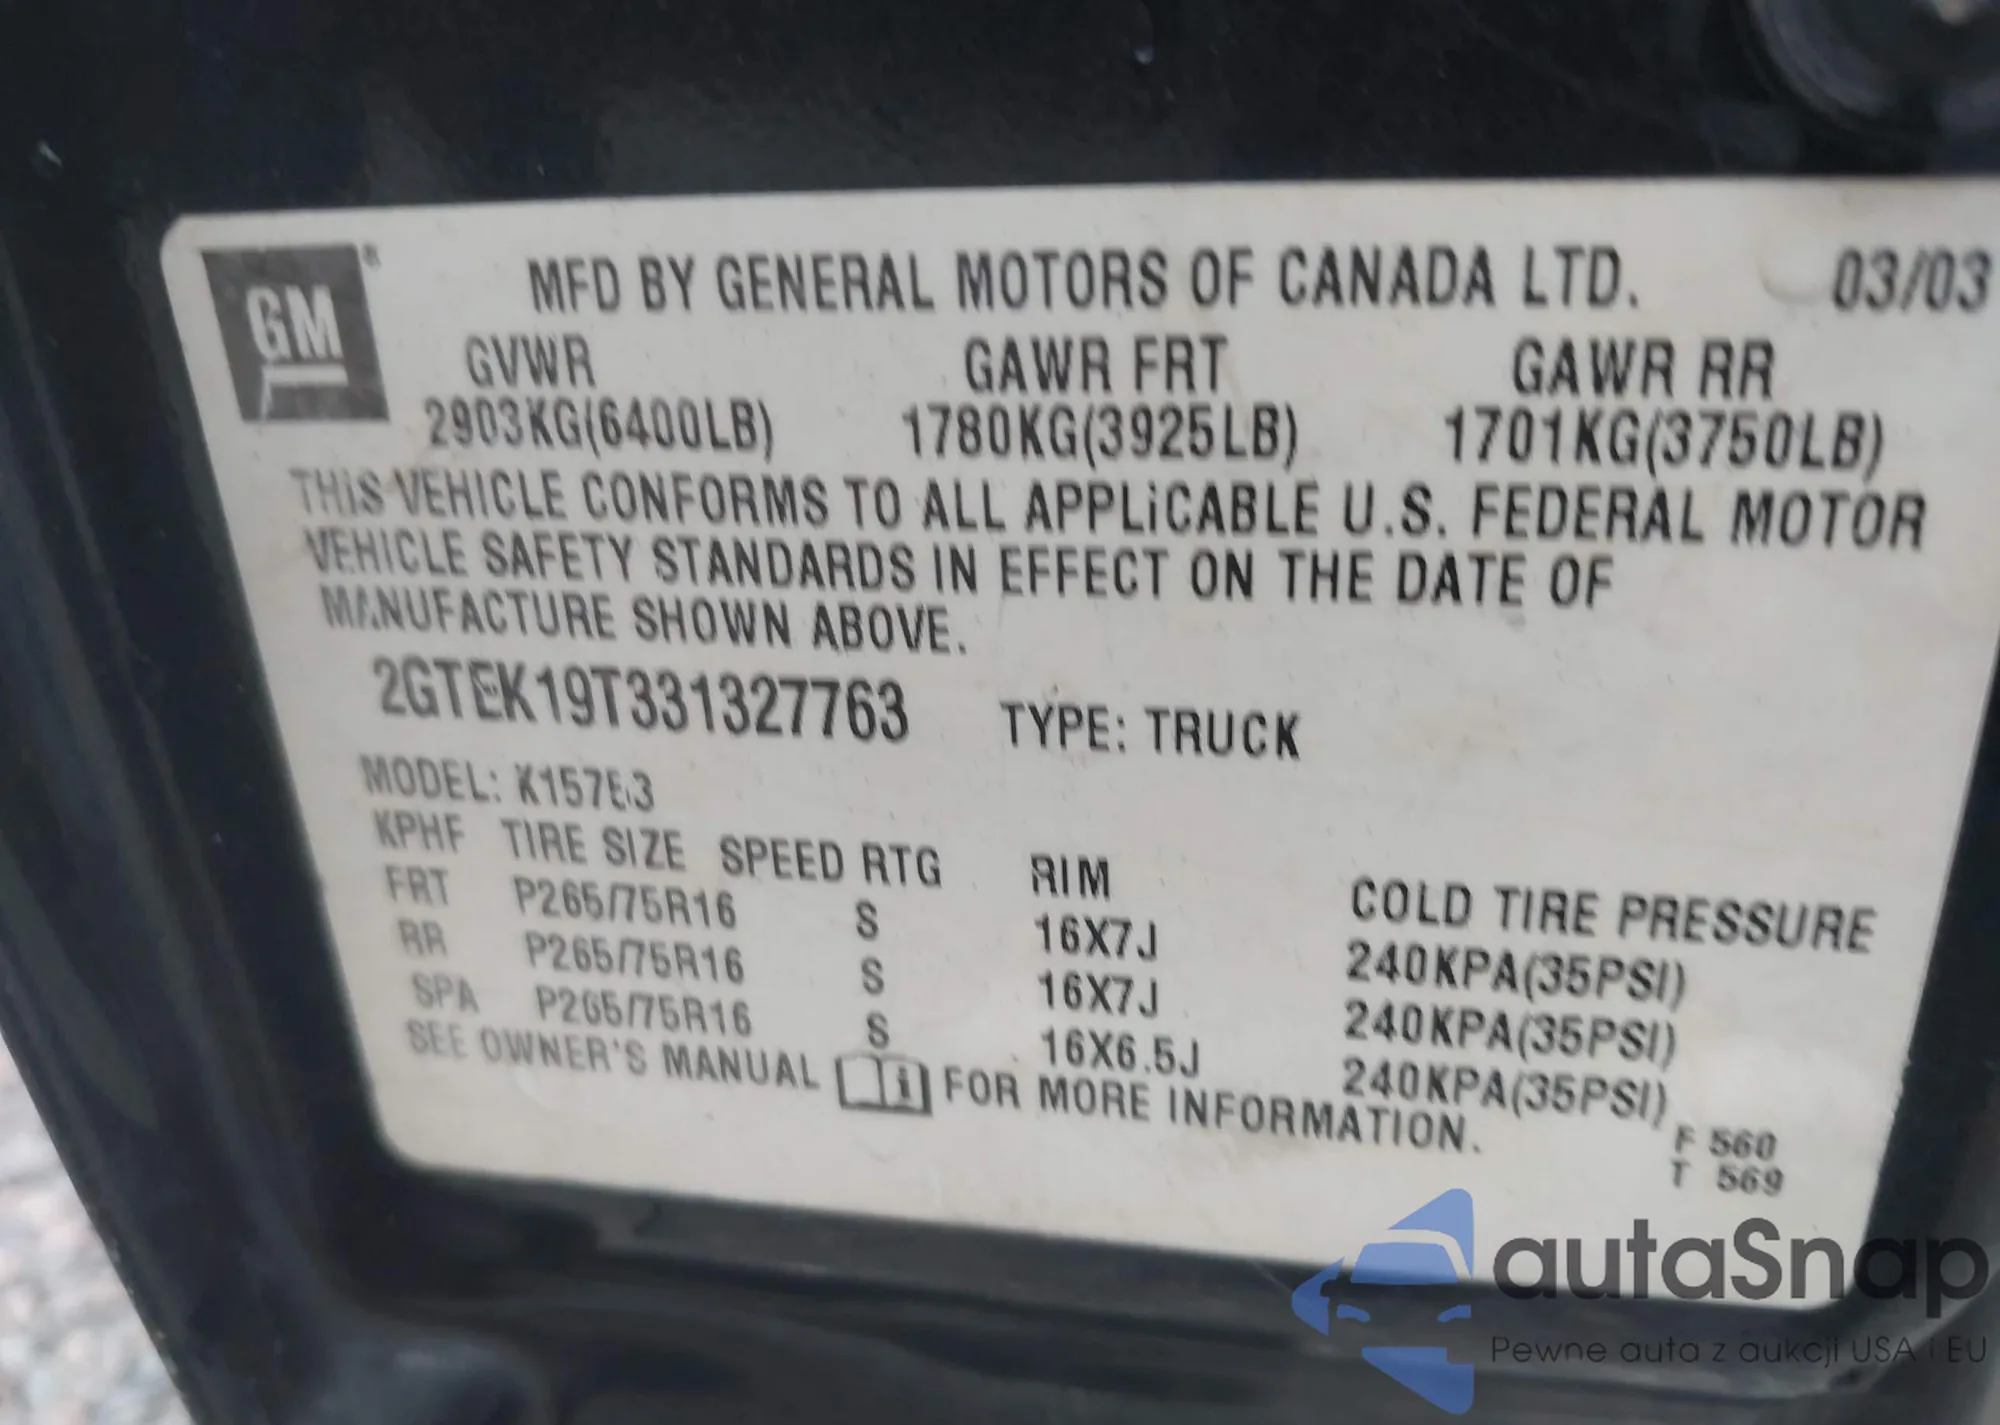 GM®
MFD BY GENERAL MOTORS OF CANADA LTD. 03/03
GVWR GAWR FRT GAWR RR
2903KG(6400LB) 1780KG(3925LB) 1701KG(3750LB)
THIS VEHICLE CONFORMS TO ALL APPLICABLE U.S. FEDERAL MOTOR
VEHICLE SAFETY STANDARDS IN EFFECT ON THE DATE OF
MANUFACTURE SHOWN ABOVE.
2GTEK19T331327763 TYPE: TRUCK
MODEL:
KPHF TIRE SIZE SPEED RTG RIM COLD TIRE PRESSURE
FRT P265/75R16 S 16X7J 240KPA(35PSI)
RR P265/75R16 S 16X7J 240KPA(35PSI)
SPA P265/75R16 S 16X6.5J 240KPA(35PSI)
SEE OWNER'S MANUAL FOR MORE INFORMATION.
F 560
T 569
autaSnap
Pewne auta z aukcji USA i EU